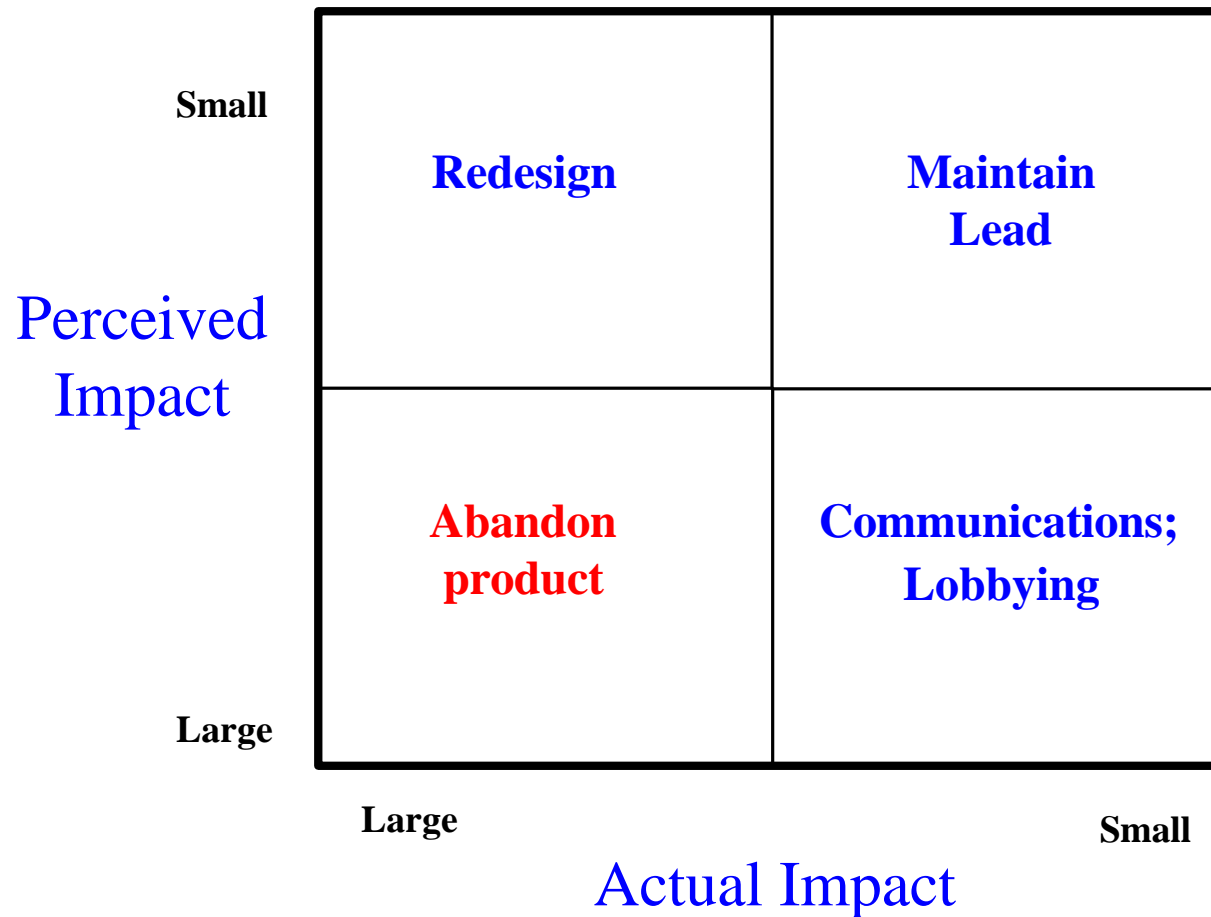 Small
Redesign
Maintain
Lead
Perceived
Impact
Abandon
product
Communications;
Lobbying
Large
Large
Small
Actual Impact